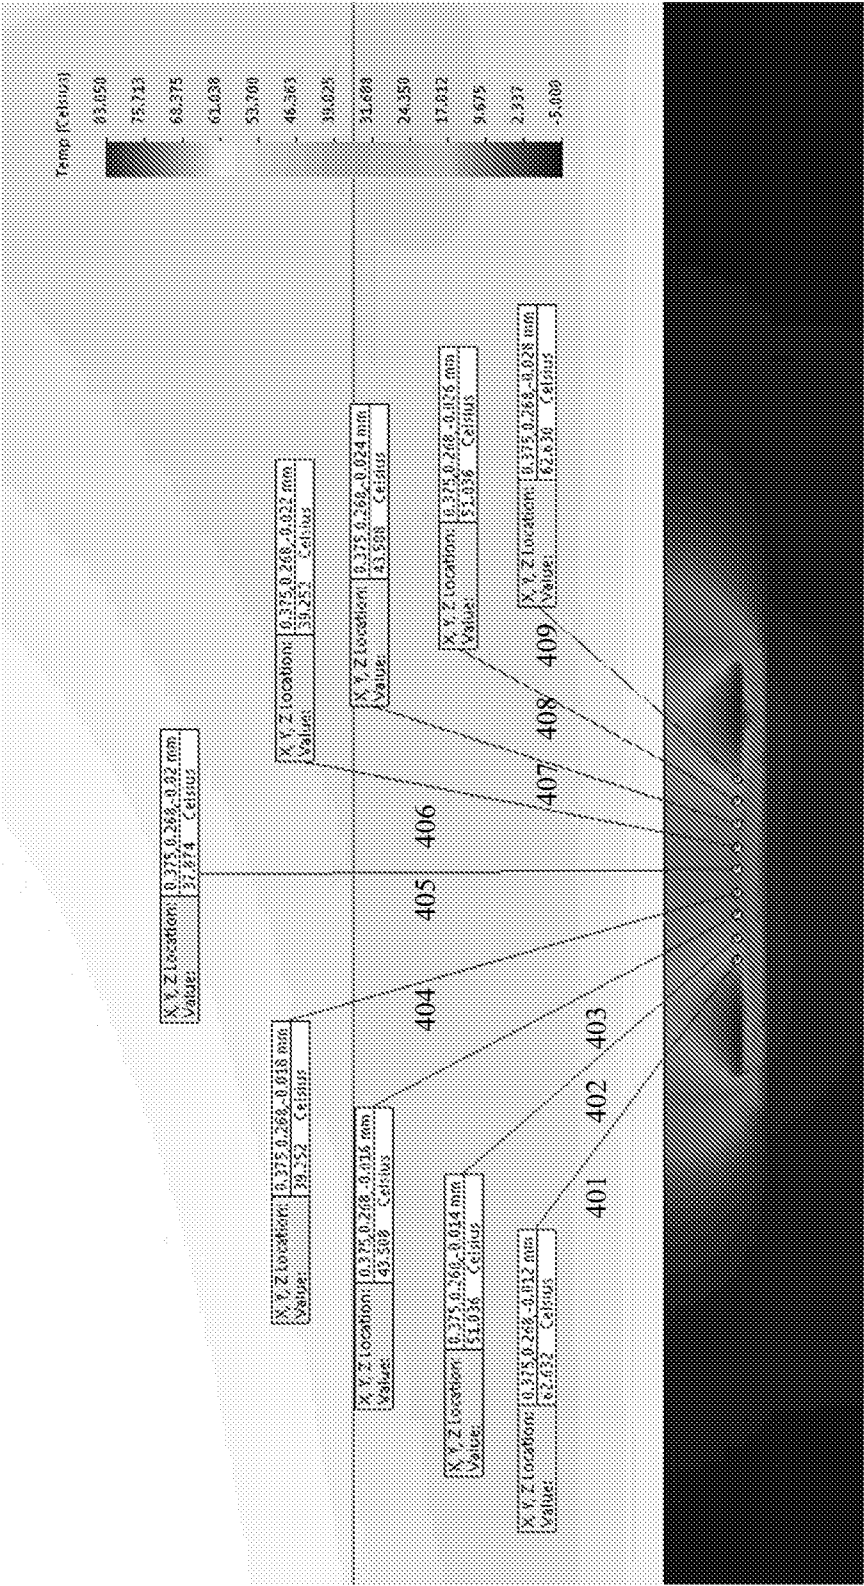 Temp [Celsius]
83.050
75.713
68.375
61.038
53.700
46.363
39.025
31.688
24.350
17.012
9.675
2.337
-5.000
X, Y, Z Location: 0.375,0.268,-0.012 mm
Value: 62.632 Celsius
X, Y, Z Location: 0.375,0.268,-0.014 mm
Value: 51.036 Celsius
X, Y, Z Location: 0.375,0.268,-0.016 mm
Value: 43.508 Celsius
X, Y, Z Location: 0.375,0.268,-0.018 mm
Value: 39.252 Celsius
X, Y, Z Location: 0.375,0.268,-0.02 mm
Value: 37.874 Celsius
X, Y, Z Location: 0.375,0.268,-0.022 mm
Value: 39.252 Celsius
X, Y, Z Location: 0.375,0.268,-0.024 mm
Value: 43.508 Celsius
X, Y, Z Location: 0.375,0.268,-0.026 mm
Value: 51.036 Celsius
X, Y, Z Location: 0.375,0.268,-0.028 mm
Value: 62.630 Celsius
401
402
403
404
405
406
407
408
409